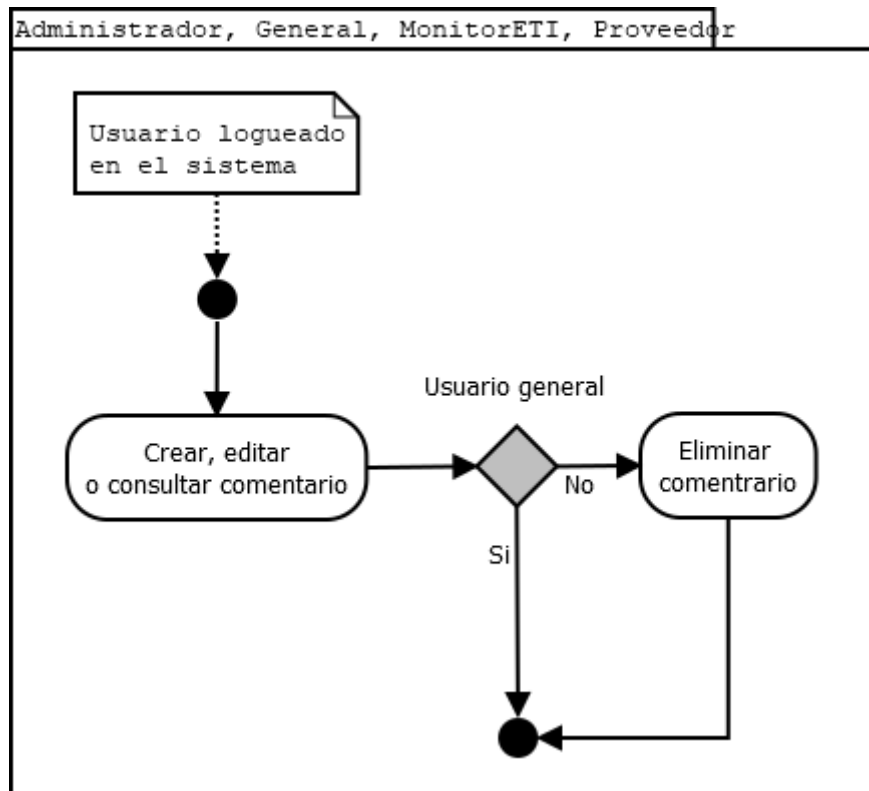 Administrador, General, MonitorETI, Proveedor
Usuario logueado
en el sistema
Usuario general
Crear, editar
o consultar comentario
No
Eliminar
comentrario
Si